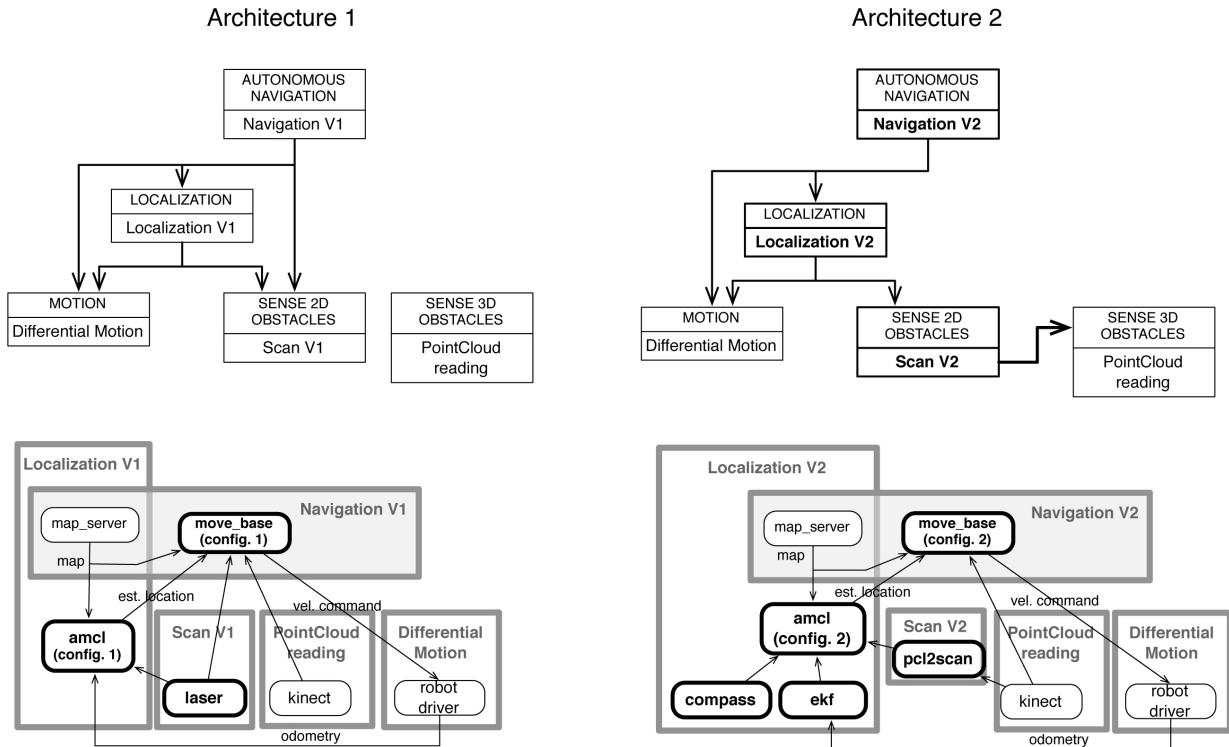 Architecture 1
AUTONOMOUS
NAVIGATION
Navigation V1
LOCALIZATION
Localization V1
MOTION
Differential Motion
SENSE 2D
OBSTACLES
Scan V1
SENSE 3D
OBSTACLES
PointCloud
reading
Localization V1
Navigation V1
map_server
move_base
(config. 1)
map
est. location
vel. command
amcl
(config. 1)
Scan V1
laser
PointCloud
reading
kinect
Differential
Motion
robot
driver
odometry
Architecture 2
AUTONOMOUS
NAVIGATION
Navigation V2
LOCALIZATION
Localization V2
MOTION
Differential Motion
SENSE 2D
OBSTACLES
Scan V2
SENSE 3D
OBSTACLES
PointCloud
reading
Localization V2
Navigation V2
map_server
move_base
(config. 2)
map
est. location
vel. command
amcl
(config. 2)
Scan V2
pcl2scan
compass
ekf
PointCloud
reading
kinect
Differential
Motion
robot
driver
odometry